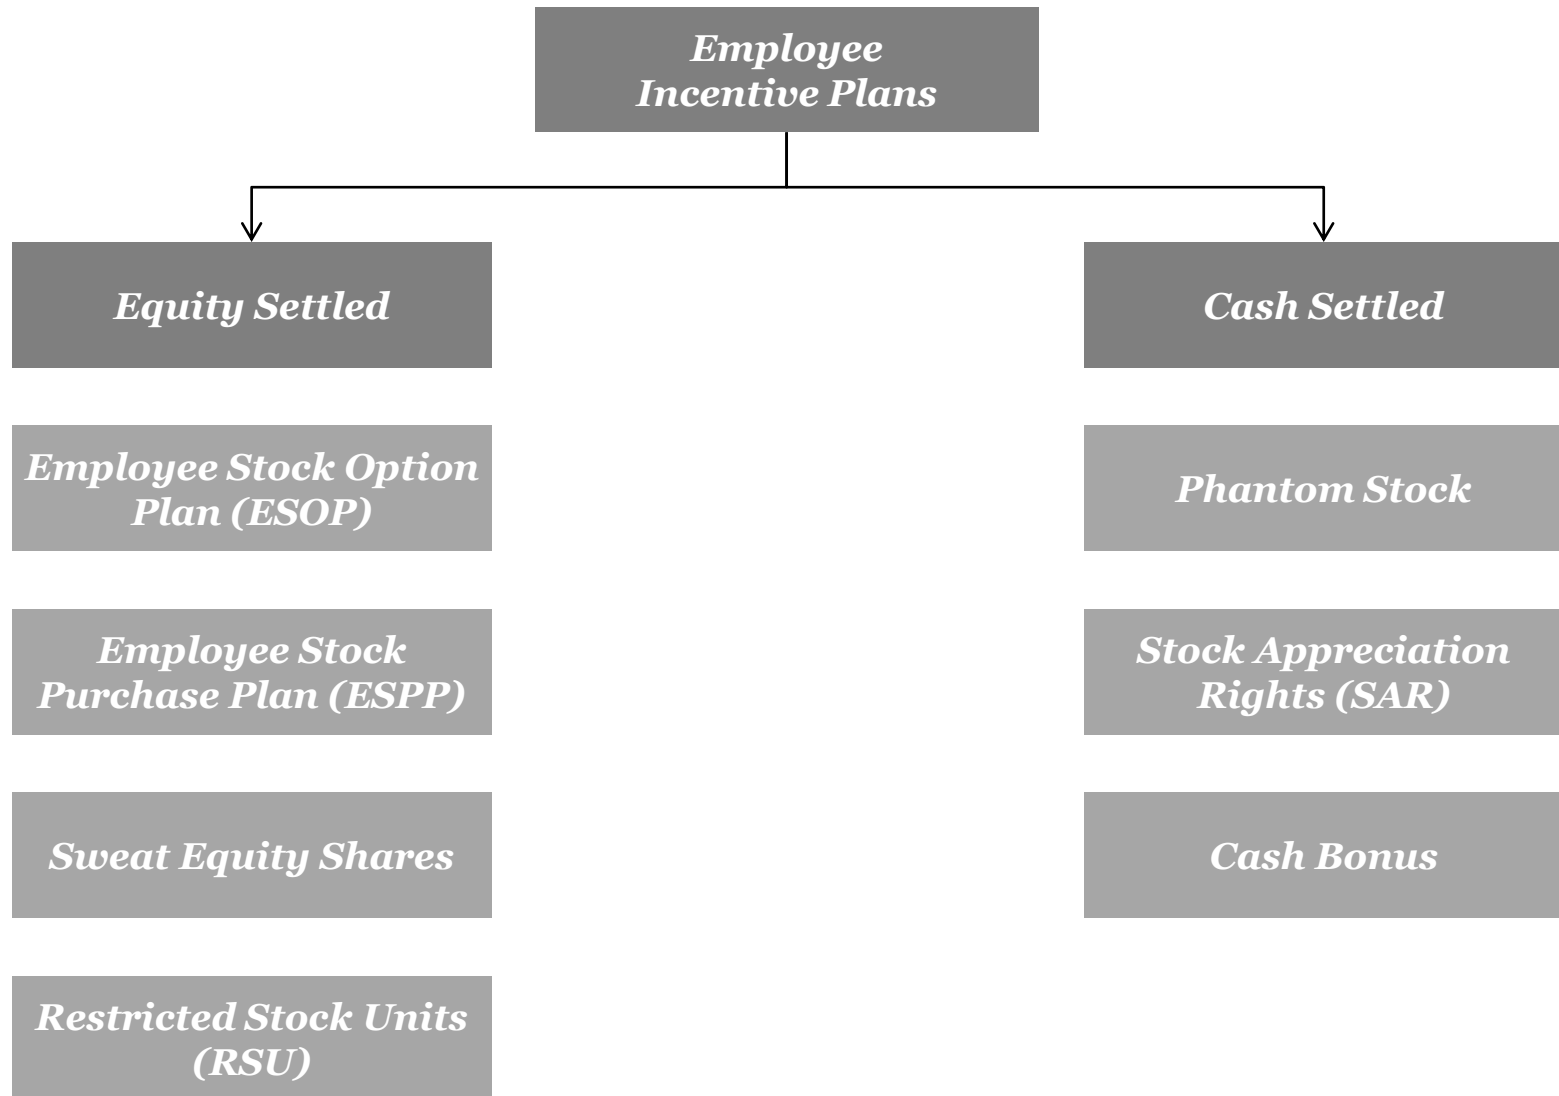 Employee
Incentive Plans
Equity Settled
Cash Settled
Employee Stock Option
Plan (ESOP)
Phantom Stock
Employee Stock
Purchase Plan (ESPP)
Stock Appreciation
Rights (SAR)
Sweat Equity Shares
Cash Bonus
Restricted Stock Units
(RSU)